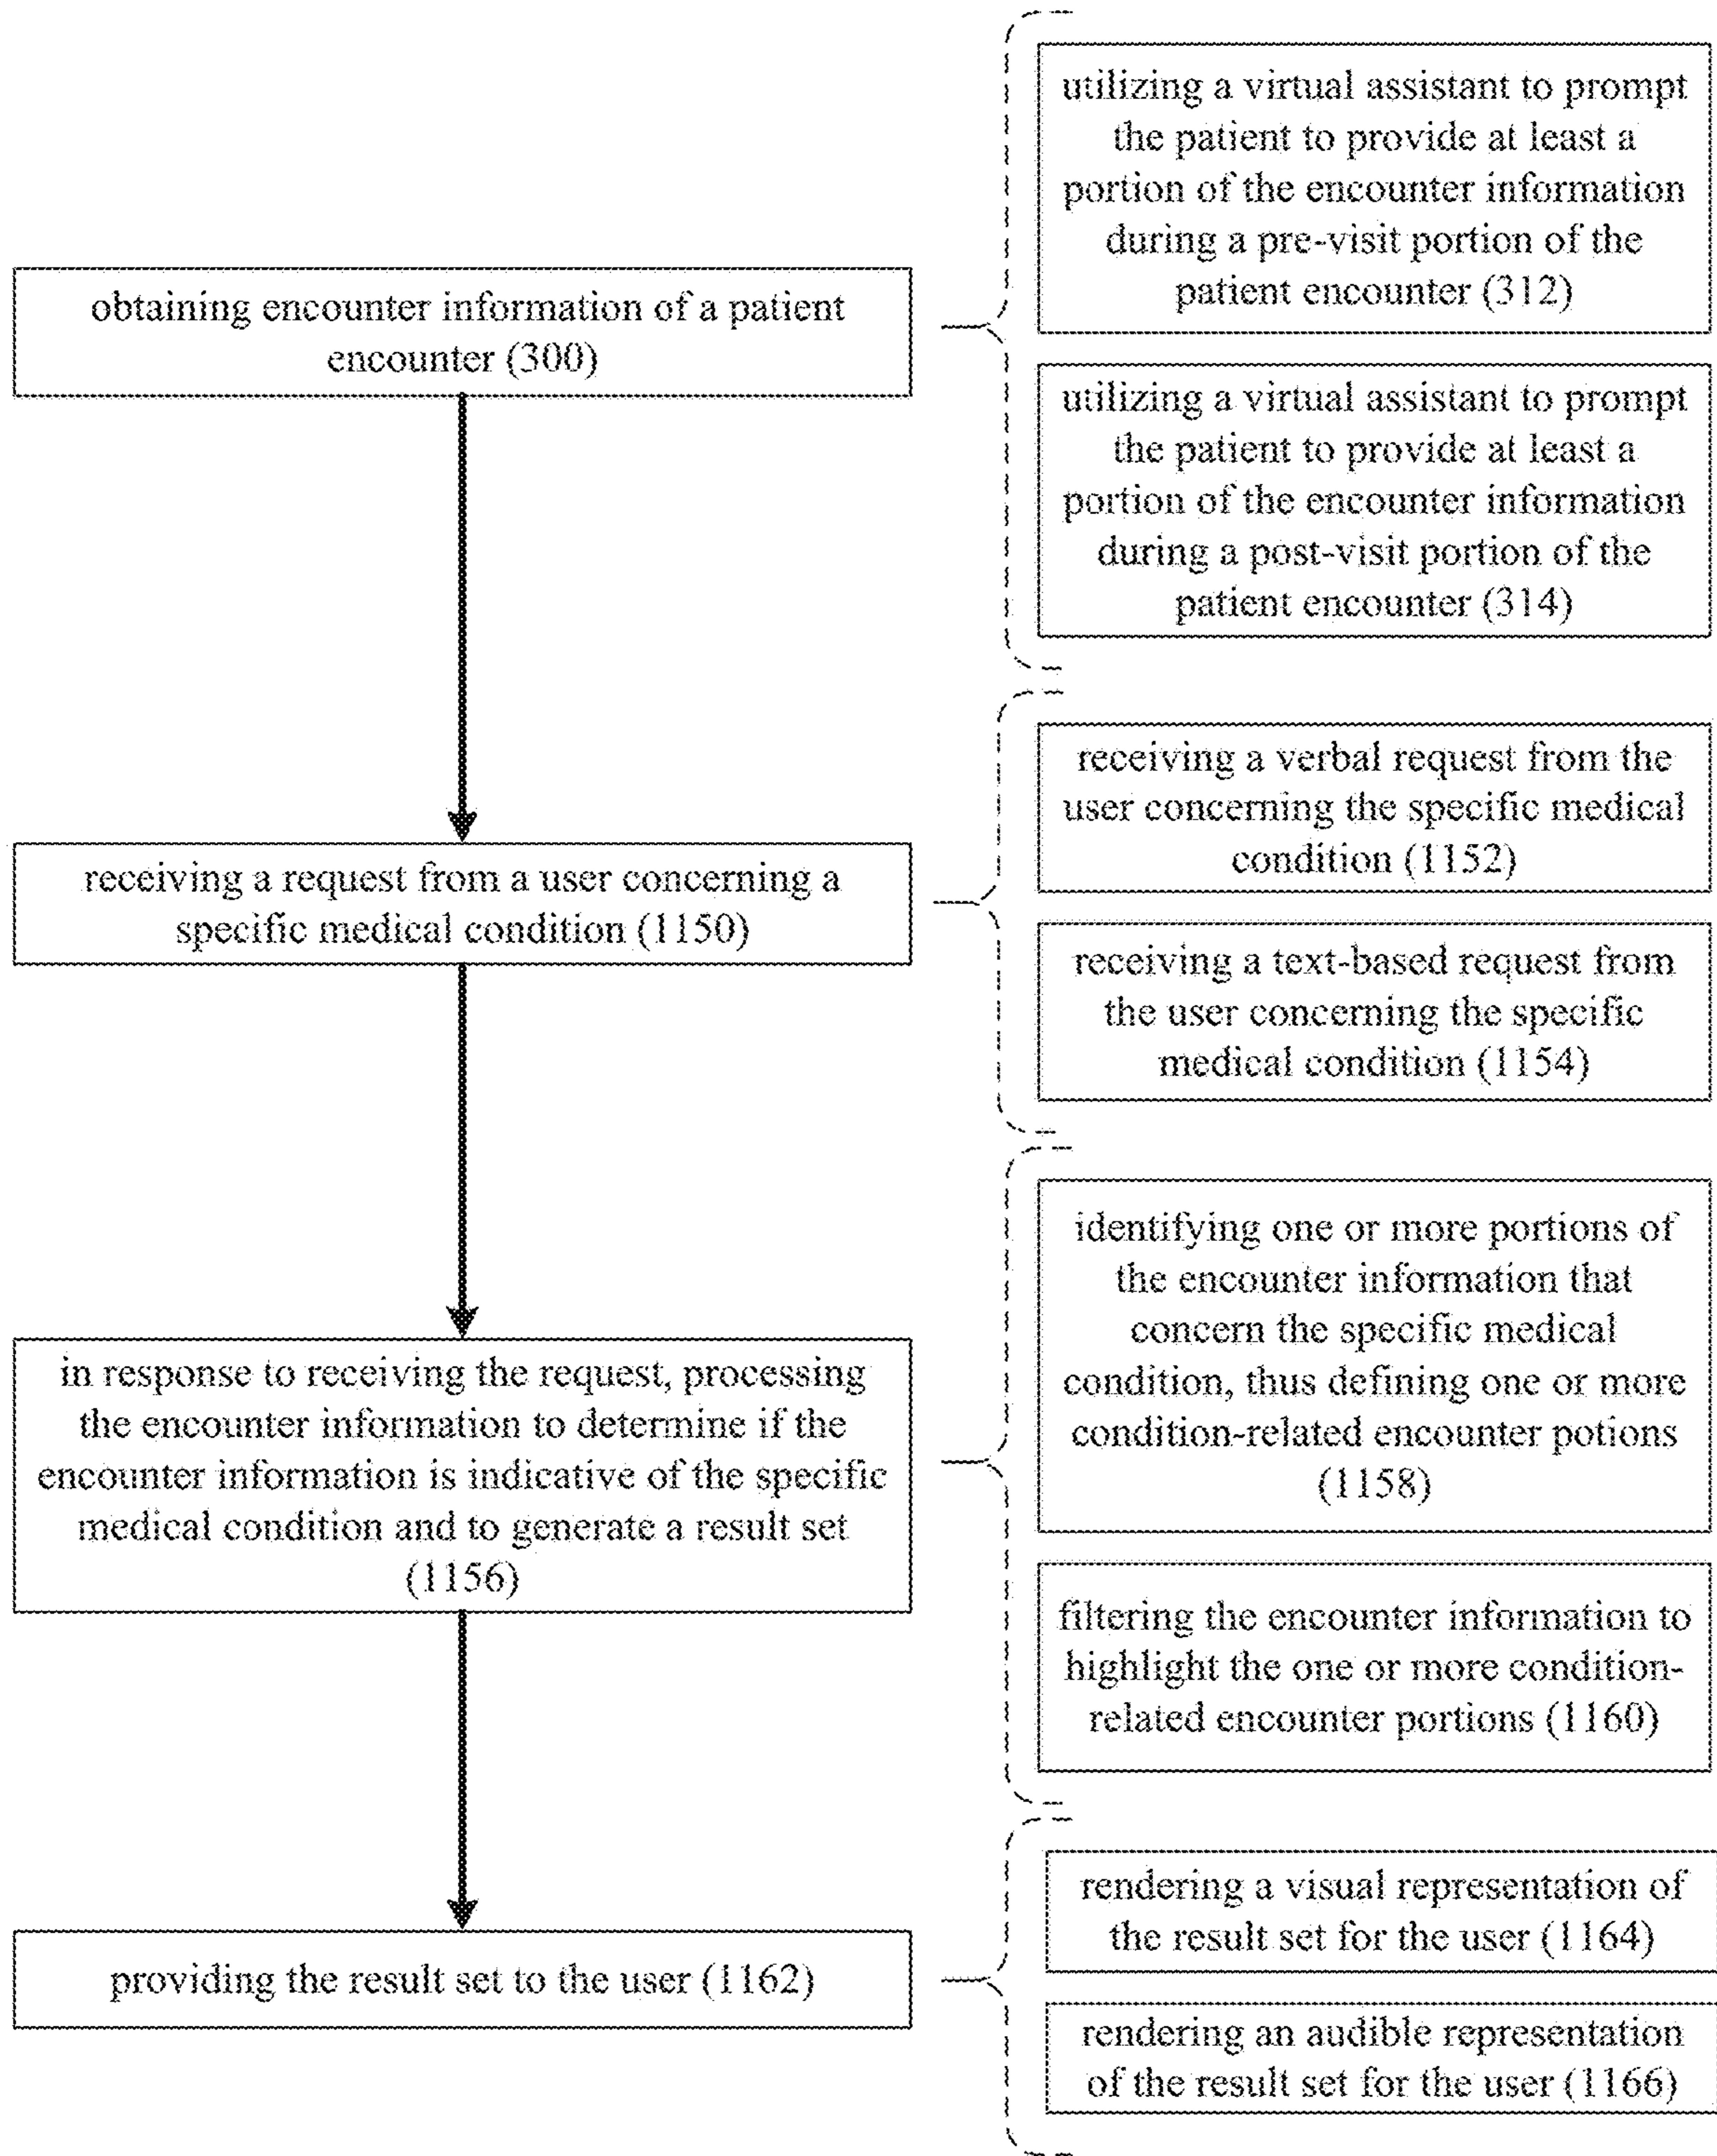 obtaining encounter information of a patient
encounter (300)
utilizing a virtual assistant to prompt
the patient to provide at least a
portion of the encounter information
during a pre-visit portion of the
patient encounter (312)
utilizing a virtual assistant to prompt
the patient to provide at least a
portion of the encounter information
during a post-visit portion of the
patient encounter (314)
receiving a request from a user concerning a
specific medical condition (1150)
receiving a verbal request from the
user concerning the specific medical
condition (1152)
receiving a text-based request from
the user concerning the specific
medical condition (1154)
in response to receiving the request, processing
the encounter information to determine if the
encounter information is indicative of the specific
medical condition and to generate a result set
(1156)
identifying one or more portions of
the encounter information that
concern the specific medical
condition, thus defining one or more
condition-related encounter potions
(1158)
filtering the encounter information to
highlight the one or more condition-
related encounter portions (1160)
providing the result set to the user (1162)
rendering a visual representation of
the result set for the user (1164)
rendering an audible representation
of the result set for the user (1166)